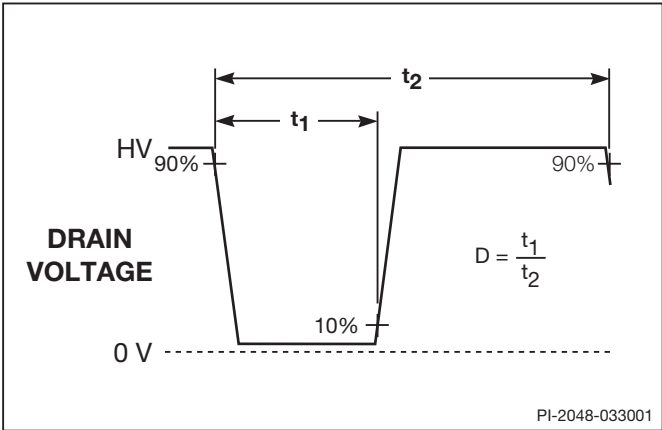 t2
t1
HV
90%
90%
DRAIN
VOLTAGE
D = t1
t2
10%
0 V
PI-2048-033001